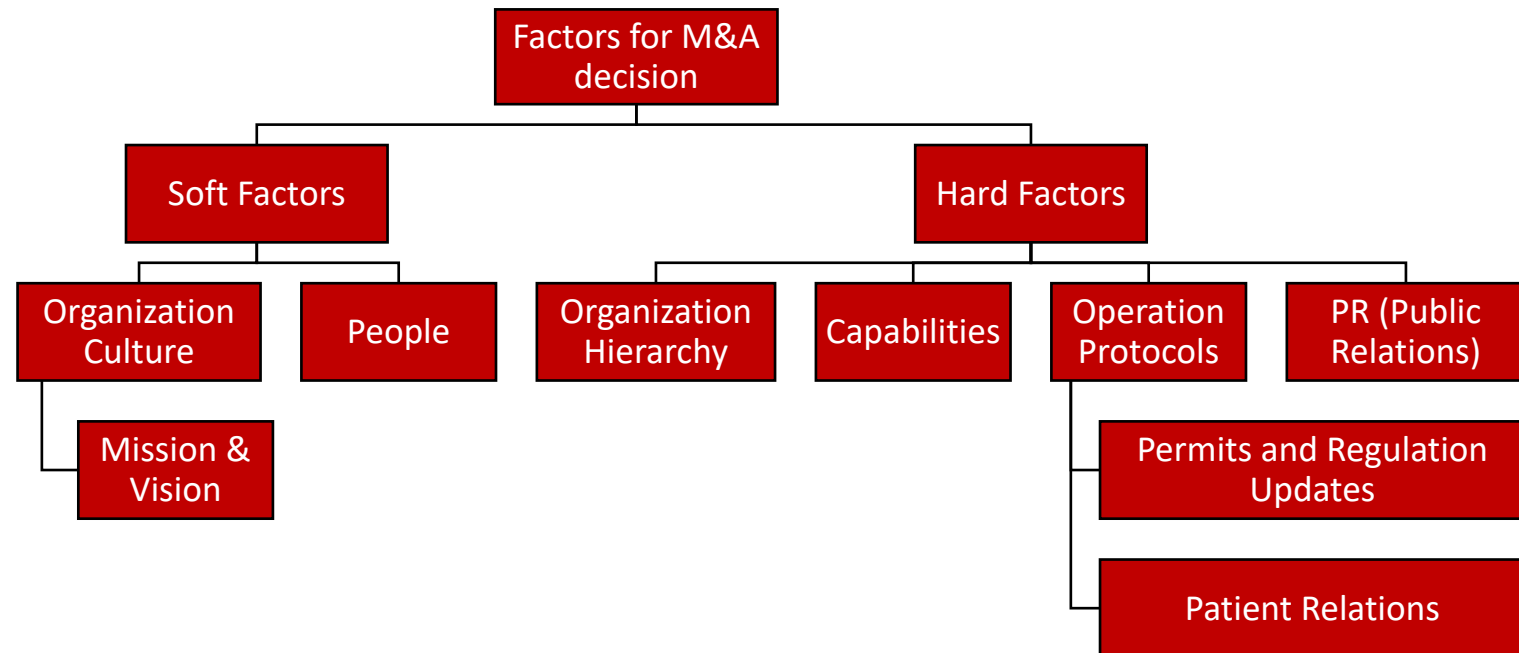 Factors for M&A
decision
Soft Factors
Hard Factors
Organization
Culture
People
Organization
Hierarchy
Capabilities
Operation
Protocols
PR (Public
Relations)
Mission &
Vision
Permits and Regulation
Updates
Patient Relations